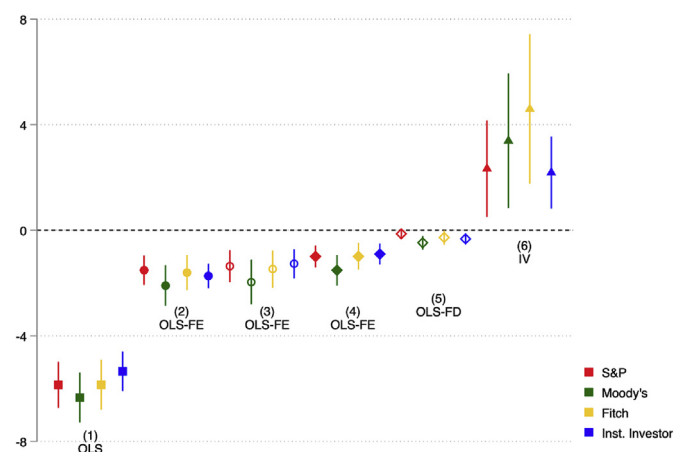 8
4
0
-4
-8
(1)
OLS
(2)
OLS-FE
(3)
OLS-FE
(4)
OLS-FE
(5)
OLS-FD
(6)
IV
S&P
Moody's
Fitch
Inst. Investor